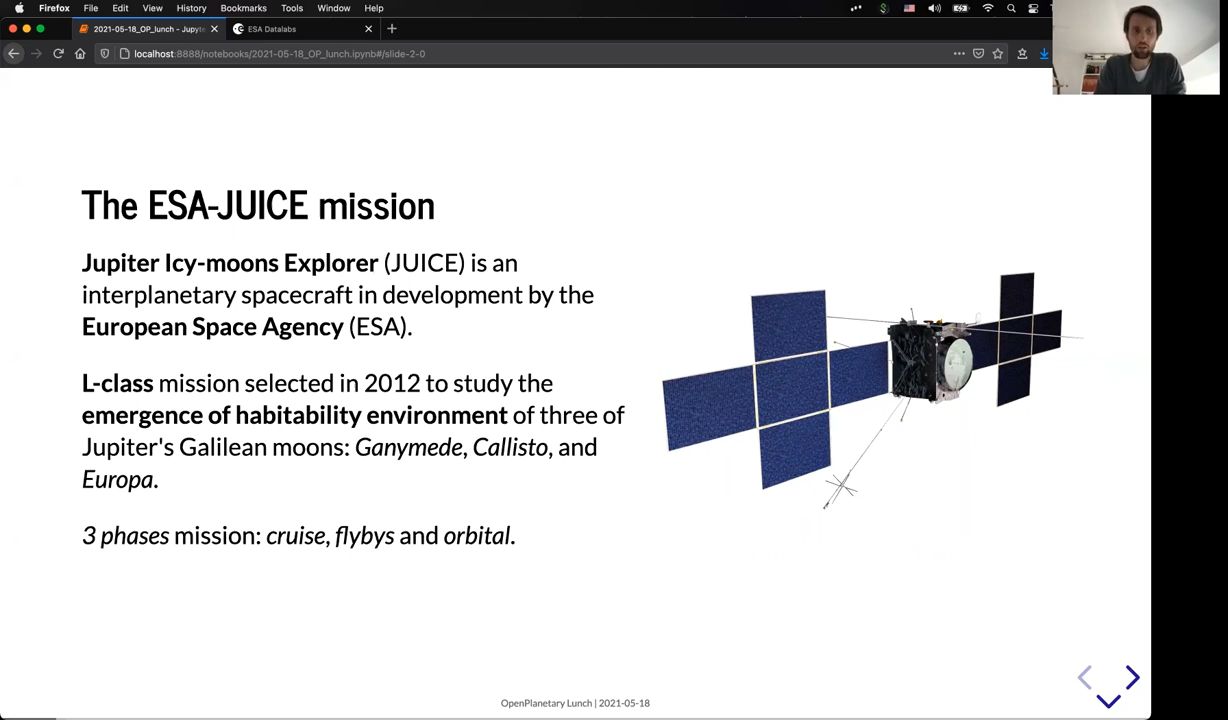 Firefox File Edit View History Bookmarks Tools Window Help
2021-05-18_OP_lunch - Jupyte
ESA Datalabs
localhost:8888/notebooks/2021-05-18_OP_lunch.ipynb#/slide-2-0
The ESA-JUICE mission
Jupiter Icy-moons Explorer (JUICE) is an
interplanetary spacecraft in development by the
European Space Agency (ESA).
L-class mission selected in 2012 to study the
emergence of habitability environment of three of
Jupiter's Galilean moons: Ganymede, Callisto, and
Europa.
3 phases mission: cruise, flybys and orbital.
OpenPlanetary Lunch | 2021-05-18